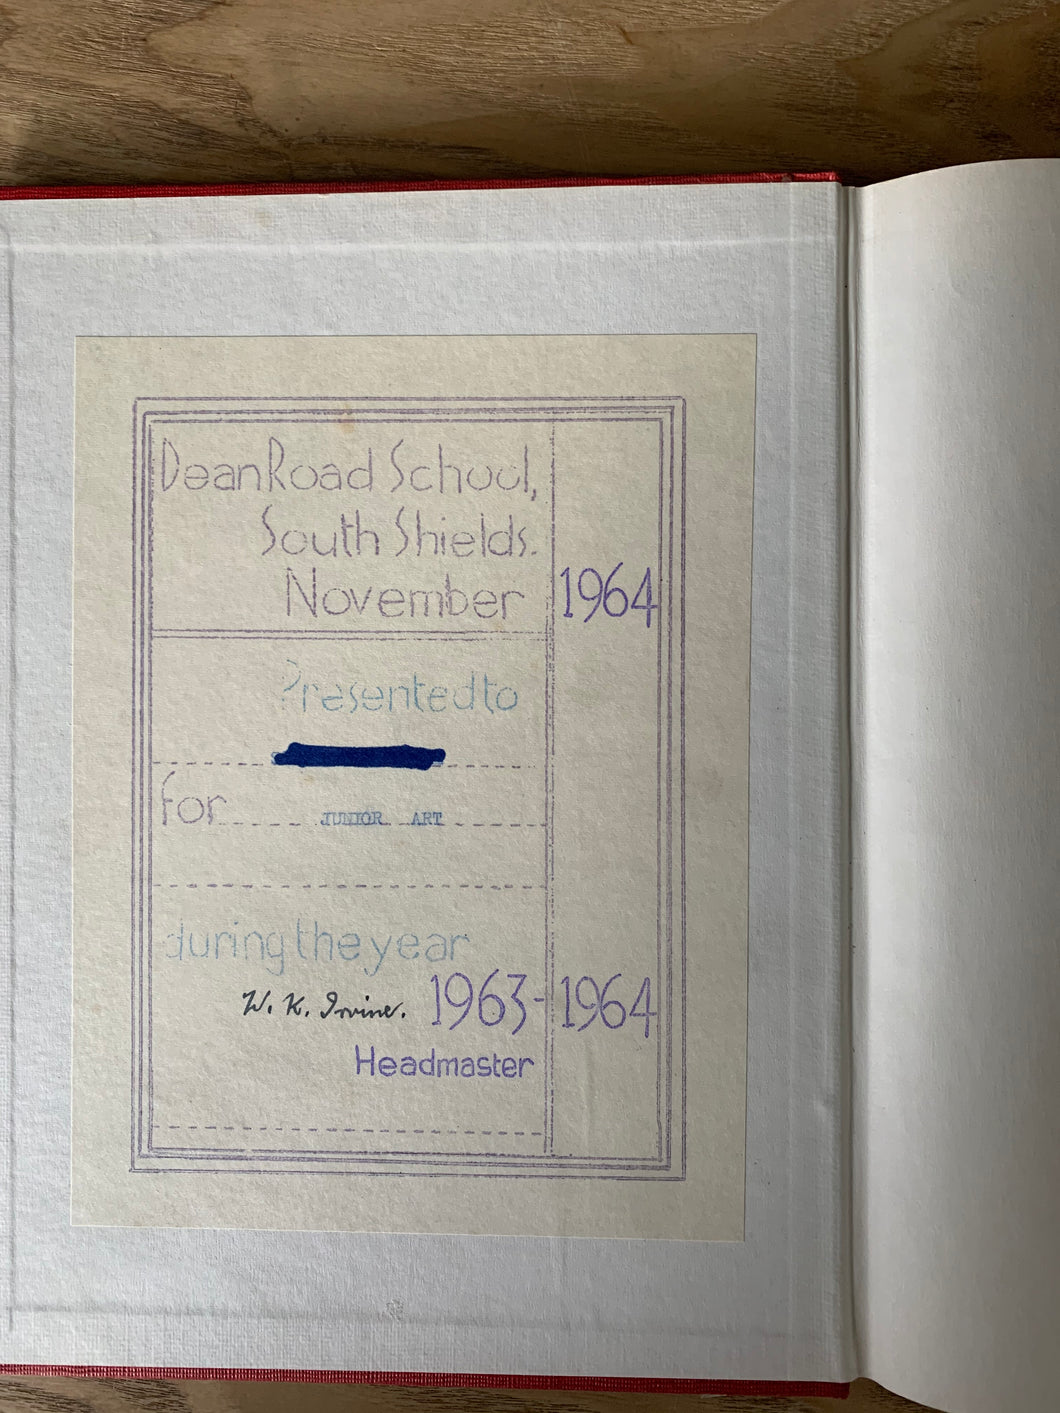 Dean Road School,
South Shields.
November 1964
Presented to
for JUNIOR ART
during the year
W. K. Irvine. 1963-1964
Headmaster